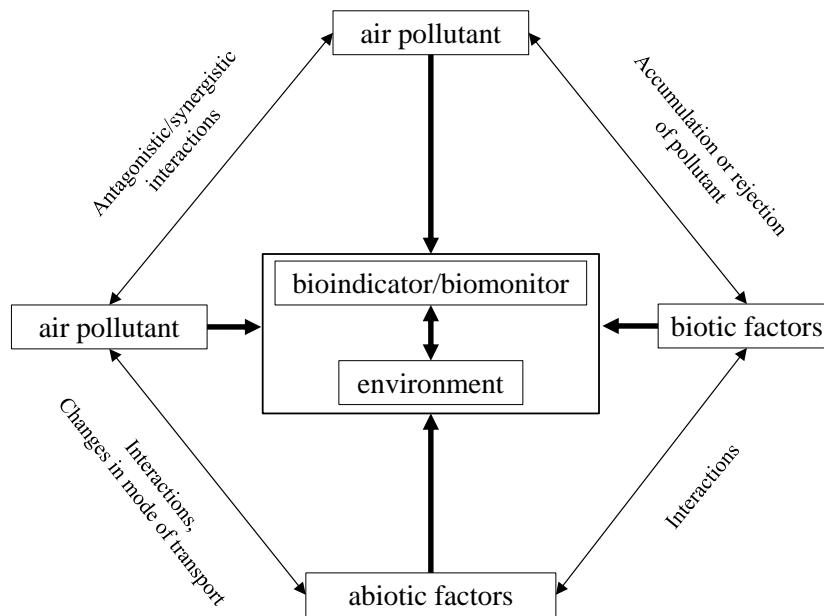 air pollutant
Antagonistic/synergistic
interactions
Accumulation or rejection
of pollutant
bioindicator/biomonitor
air pollutant
biotic factors
environment
Interactions,
Changes in mode of transport
Interactions
abiotic factors